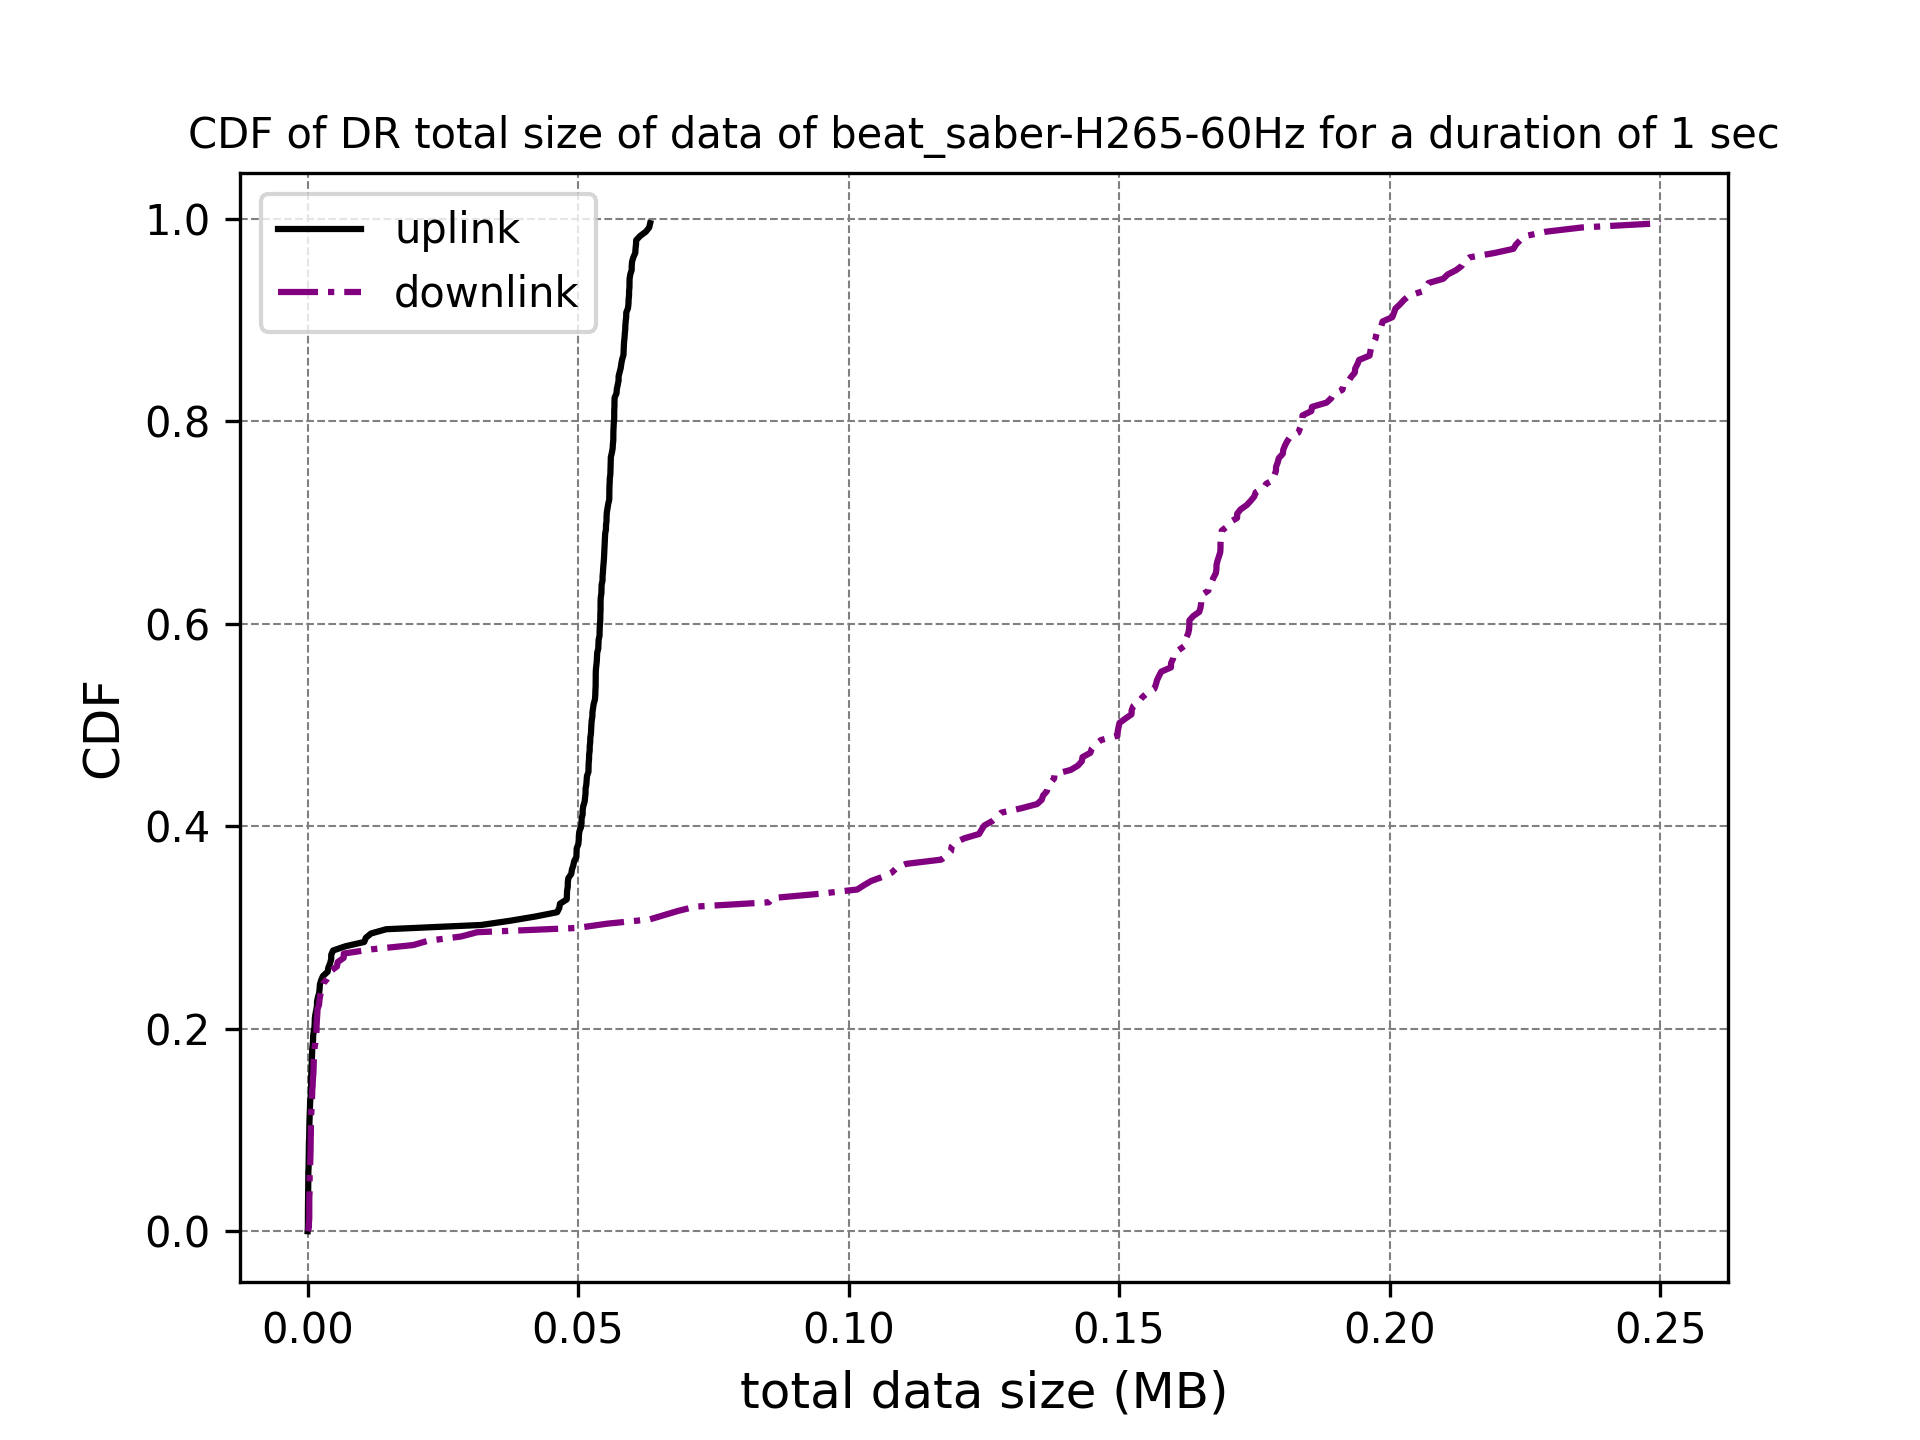 CDF of DR total size of data of beat_saber-H265-60Hz for a duration of 1 sec
uplink
downlink
1.0
0.8
0.6
0.4
0.2
0.0
CDF
0.00 0.05 0.10 0.15 0.20 0.25
total data size (MB)